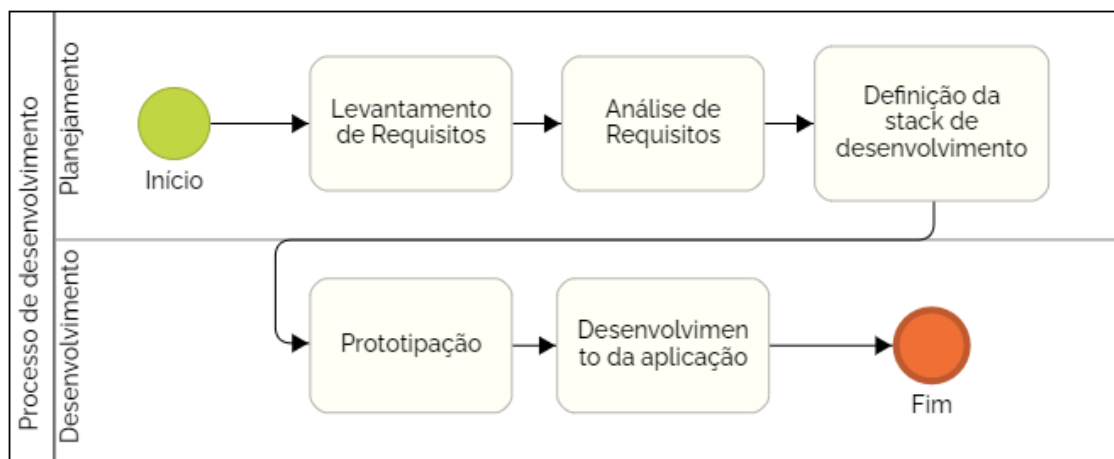 Processo de desenvolvimento
Planejamento
Início
Levantamento
de Requisitos
Análise de
Requisitos
Definição da
stack de
desenvolvimento
Desenvolvimento
Prototipação
Desenvolvimen
to da aplicação
Fim